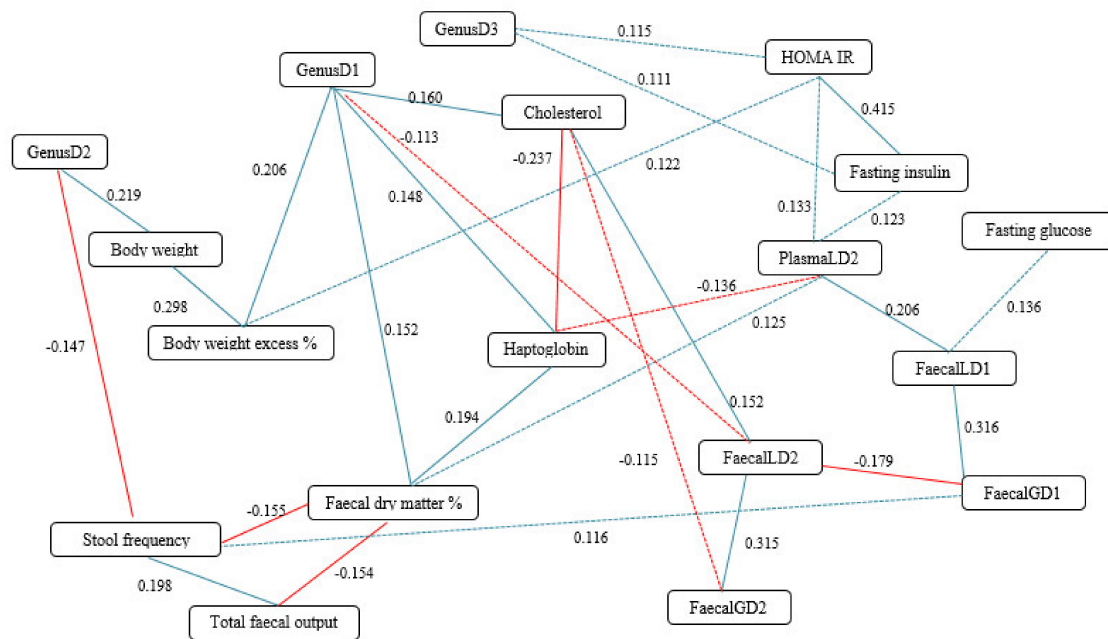 GenusD3
0.115
HOMA IR
GenusD1
0.111
0.160
Cholesterol
0.415
-0.113
GenusD2
-0.237
0.206
0.122
Fasting insulin
0.219
0.148
0.133
0.123
Fasting glucose
Body weight
PlasmaLD2
-0.136
0.298
0.206
0.136
0.125
Body weight excess %
0.152
Haptoglobin
-0.147
FaecalLD1
0.194
0.152
0.316
FaecalLD2
-0.115
-0.179
Faecal dry matter %
FaecalGD1
-0.155
Stool frequency
0.116
0.315
-0.154
0.198
FaecalGD2
Total faecal output